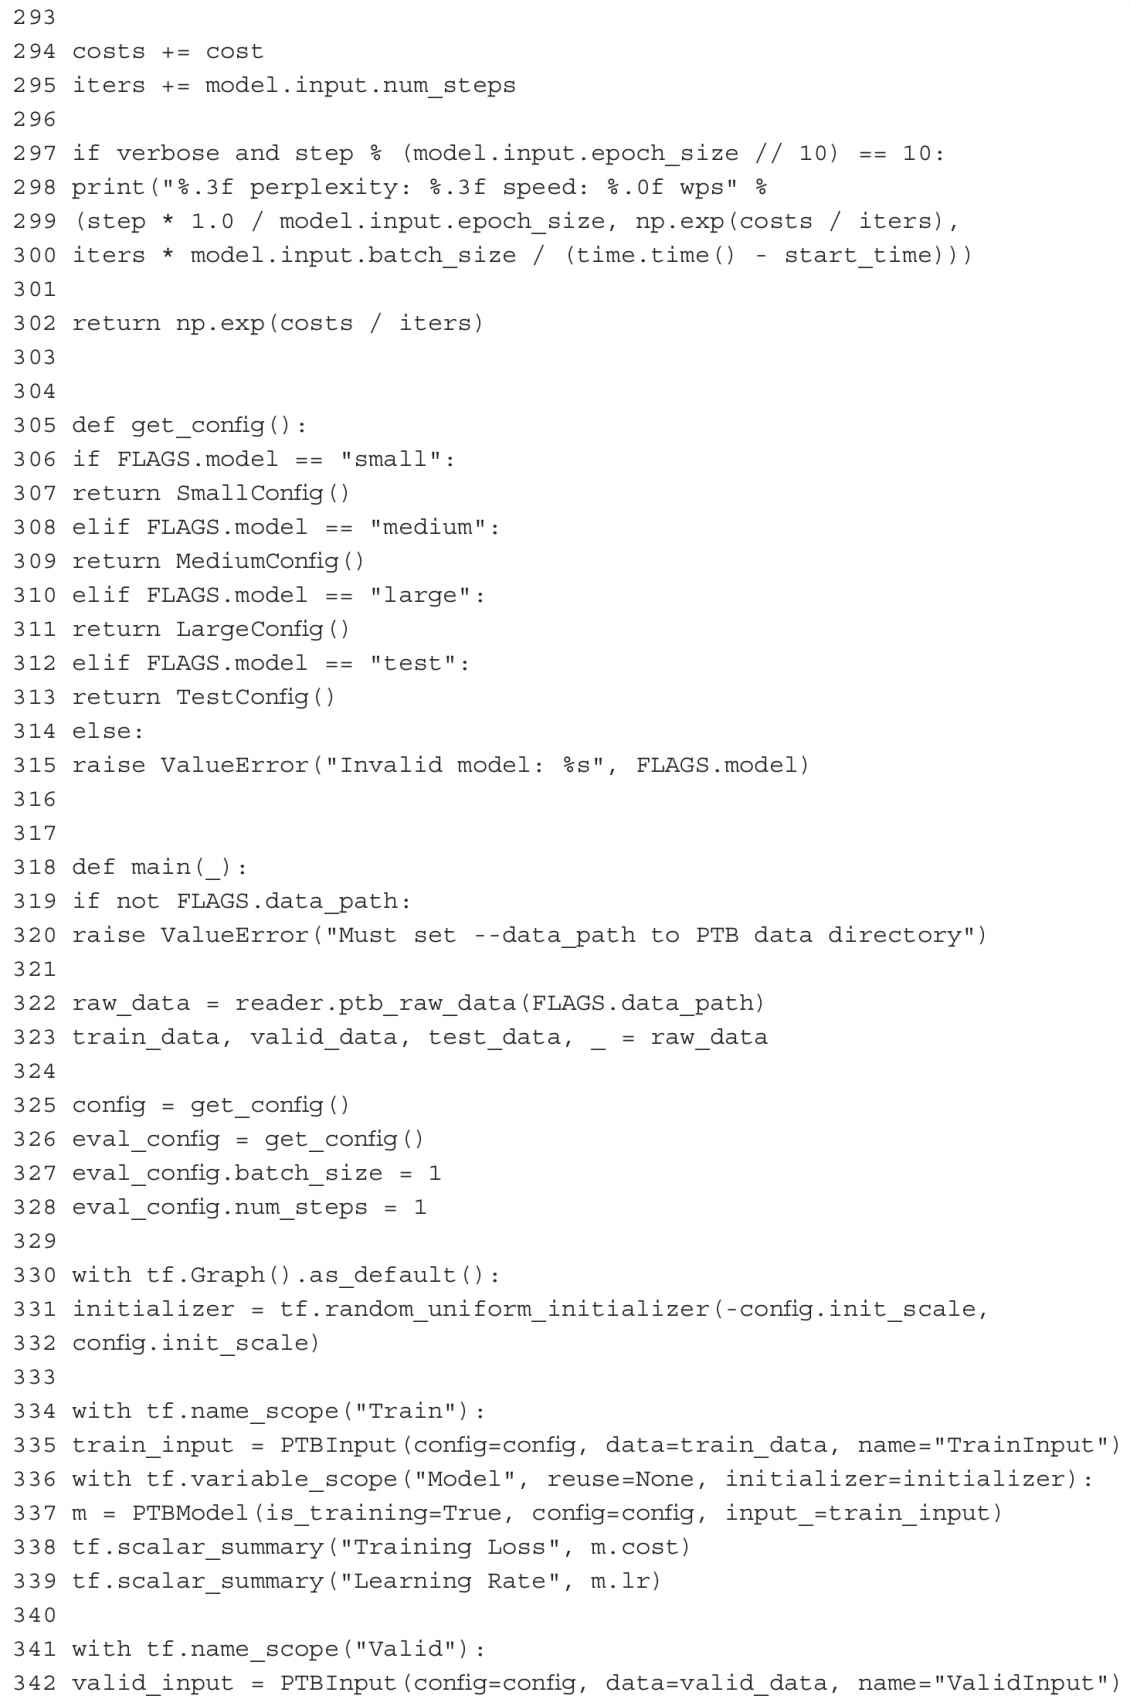 293
294 costs += cost
295 iters += model.input.num_steps
296
297 if verbose and step % (model.input.epoch_size // 10) == 10:
298 print("%.3f perplexity: %.3f speed: %.0f wps" %
299 (step * 1.0 / model.input.epoch_size, np.exp(costs / iters),
300 iters * model.input.batch_size / (time.time() - start_time)))
301
302 return np.exp(costs / iters)
303
304
305 def get_config():
306 if FLAGS.model == "small":
307 return SmallConfig()
308 elif FLAGS.model == "medium":
309 return MediumConfig()
310 elif FLAGS.model == "large":
311 return LargeConfig()
312 elif FLAGS.model == "test":
313 return TestConfig()
314 else:
315 raise ValueError("Invalid model: %s", FLAGS.model)
316
317
318 def main(_):
319 if not FLAGS.data_path:
320 raise ValueError("Must set --data_path to PTB data directory")
321
322 raw_data = reader.ptb_raw_data(FLAGS.data_path)
323 train_data, valid_data, test_data, _ = raw_data
324
325 config = get_config()
326 eval_config = get_config()
327 eval_config.batch_size = 1
328 eval_config.num_steps = 1
329
330 with tf.Graph().as_default():
331 initializer = tf.random_uniform_initializer(-config.init_scale,
332 config.init_scale)
333
334 with tf.name_scope("Train"):
335 train_input = PTBInput(config=config, data=train_data, name="TrainInput")
336 with tf.variable_scope("Model", reuse=None, initializer=initializer):
337 m = PTBModel(is_training=True, config=config, input_=train_input)
338 tf.scalar_summary("Training Loss", m.cost)
339 tf.scalar_summary("Learning Rate", m.lr)
340
341 with tf.name_scope("Valid"):
342 valid_input = PTBInput(config=config, data=valid_data, name="ValidInput")